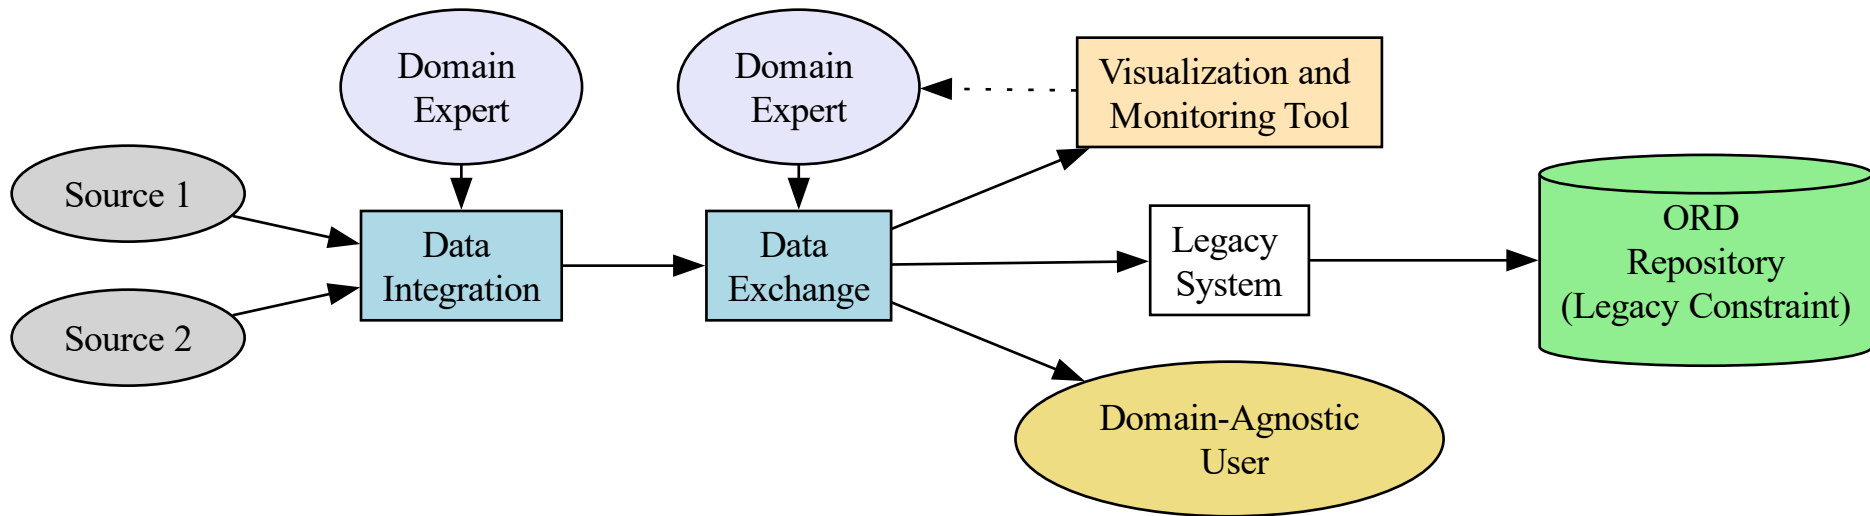 Domain
Expert
Domain
Expert
Visualization and
Monitoring Tool
Source 1
Source 2
Data
Integration
Data
Exchange
Legacy
System
ORD
Repository
(Legacy Constraint)
Domain-Agnostic
User